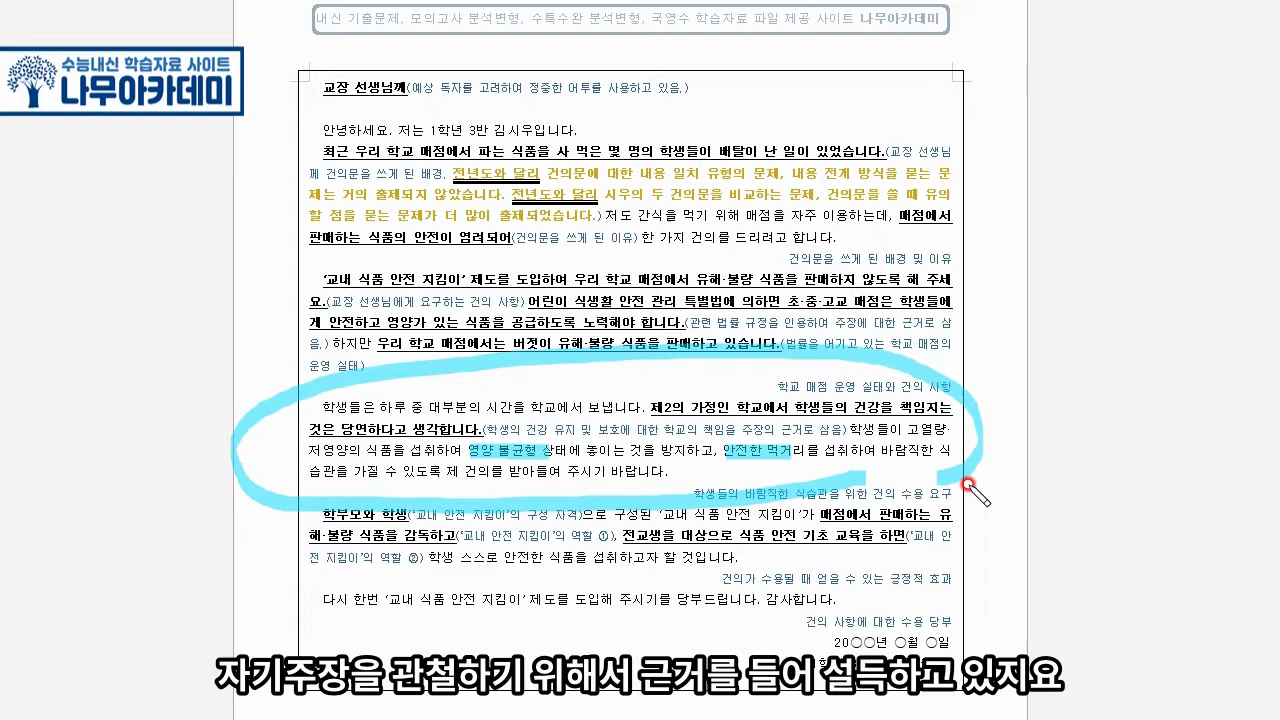 내신 기출문제, 모의고사 분석변형, 수특수완 분석변형, 국영수 학습자료 파일 제공 사이트 나무아카데미
수능내신 학습자료 사이트
나무아카데미
교장 선생님께(예상 독자를 고려하여 정중한 어투를 사용하고 있음.)
안녕하세요. 저는 1학년 3반 김시우입니다.
최근 우리 학교 매점에서 파는 식품을 사 먹은 몇 명의 학생들이 배탈이 난 일이 있었습니다.(교장 선생님
께 건의문을 쓰게 된 배경, 전년도와 달리 건의문에 대한 내용 일치 유형의 문제, 내용 전개 방식을 묻는 문
제는 거의 출제되지 않았습니다. 전년도와 달리 시우의 두 건의문을 비교하는 문제, 건의문을 쓸 때 유의
할 점을 묻는 문제가 더 많이 출제되었습니다.) 저도 간식을 먹기 위해 매점을 자주 이용하는데, 매점에서
판매하는 식품의 안전이 염려되어(건의문을 쓰게 된 이유) 한 가지 건의를 드리려고 합니다.
건의문을 쓰게 된 배경 및 이유
‘교내 식품 안전 지킴이’ 제도를 도입하여 우리 학교 매점에서 유해·불량 식품을 판매하지 않도록 해 주세
요.(교장 선생님에게 요구하는 건의 사항) 어린이 식생활 안전 관리 특별법에 의하면 초·중·고교 매점은 학생들에
게 안전하고 영양가 있는 식품을 공급하도록 노력해야 합니다.(관련 법률 규정을 인용하여 주장에 대한 근거로 삼
음.) 하지만 우리 학교 매점에서는 버젓이 유해·불량 식품을 판매하고 있습니다.(법률을 어기고 있는 학교 매점의
운영 실태)
학교 매점 운영 실태와 건의 사항
학생들은 하루 중 대부분의 시간을 학교에서 보냅니다. 제2의 가정인 학교에서 학생들의 건강을 책임지는
것은 당연하다고 생각합니다.(학생의 건강 유지 및 보호에 대한 학교의 책임을 주장의 근거로 삼음) 학생들이 고열량·
저영양의 식품을 섭취하여 영양 불균형 상태에 놓이는 것을 방지하고, 안전한 먹거리를 섭취하여 바람직한 식
습관을 가질 수 있도록 제 건의를 받아들여 주시기 바랍니다.
학생들의 바람직한 식습관을 위한 건의 수용 요구
학부모와 학생(‘교내 안전 지킴이’의 구성 자격)으로 구성된 ‘교내 식품 안전 지킴이’가 매점에서 판매하는 유
해·불량 식품을 감독하고(‘교내 안전 지킴이’의 역할 ①), 전교생을 대상으로 식품 안전 기초 교육을 하면(‘교내 안
전 지킴이’의 역할 ②) 학생 스스로 안전한 식품을 섭취하고자 할 것입니다.
건의가 수용될 때 얻을 수 있는 긍정적 효과
다시 한번 ‘교내 식품 안전 지킴이’ 제도를 도입해 주시기를 당부드립니다. 감사합니다.
건의 사항에 대한 수용 당부
20○○년 ○월 ○일
자기주장을 관철하기 위해서 근거를 들어 설득하고 있지요